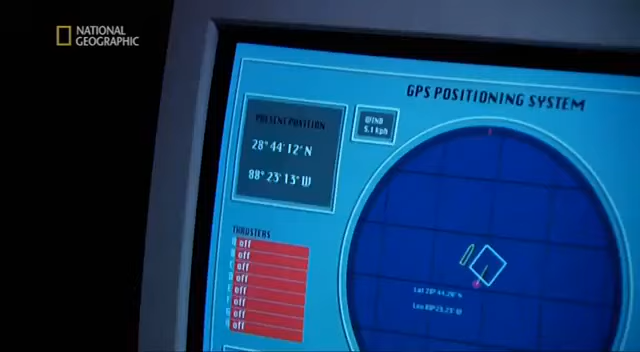 NATIONAL
GEOGRAPHIC
GPS POSITIONING SYSTEM
PRESENT POSITION
28° 44' 12" N
88° 23' 13" W
WIND
5.1 kph
THRUSTERS
A off
B off
C off
D off
E off
F off
G off
H off